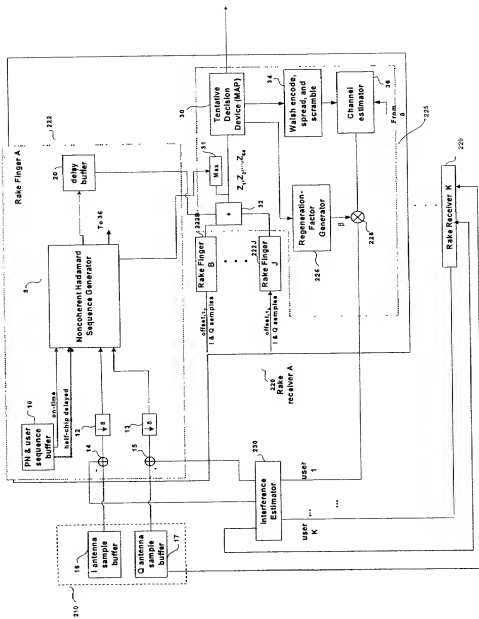 Rake Finger A
222
20
delay
buffer
8
Noncoherent Hadamard
Sequence Generator
To 36
10
PN & user
sequence
buffer
on-time
half-chip delayed
12
↓ 8
13
↓ 8
14
15
-
-
210
16
I antenna
sample
buffer
Q antenna
sample
buffer
17
30
Tentative
Decision
Device (MAP)
31
Max
Z1, Z2, ... Z64
+
32
34
Walsh encode,
spread, and
scramble
36
Channel
estimator
From
8
225
222B
Rake Finger
B
222J
Rake Finger
J
offset,
I & Q samples
offset,
I & Q samples
Regeneration-
Factor
Generator
226
β
228
220
Rake
receiver A
230
Interference
Estimator
user
1
user
K
...
...
220
Rake Receiver K